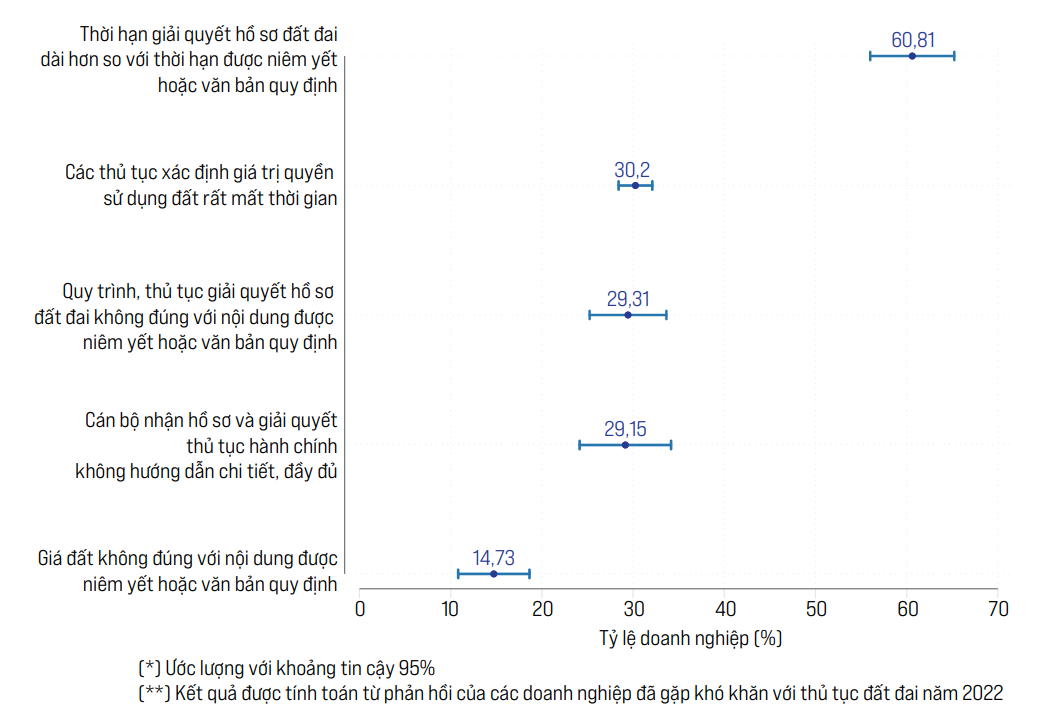 Thời hạn giải quyết hồ sơ đất đai
dài hơn so với thời hạn được niêm yết
hoặc văn bản quy định
60,81
Các thủ tục xác định giá trị quyền
sử dụng đất rất mất thời gian
30,2
Quy trình, thủ tục giải quyết hồ sơ
đất đai không đúng với nội dung được
niêm yết hoặc văn bản quy định
29,31
Cán bộ nhận hồ sơ và giải quyết
thủ tục hành chính
không hướng dẫn chi tiết, đầy đủ
29,15
Giá đất không đúng với nội dung được
niêm yết hoặc văn bản quy định
14,73
0 10 20 30 40 50 60 70
Tỷ lệ doanh nghiệp (%)
(*) Ước lượng với khoảng tin cậy 95%
(**) Kết quả được tính toán từ phản hồi của các doanh nghiệp đã gặp khó khăn với thủ tục đất đai năm 2022